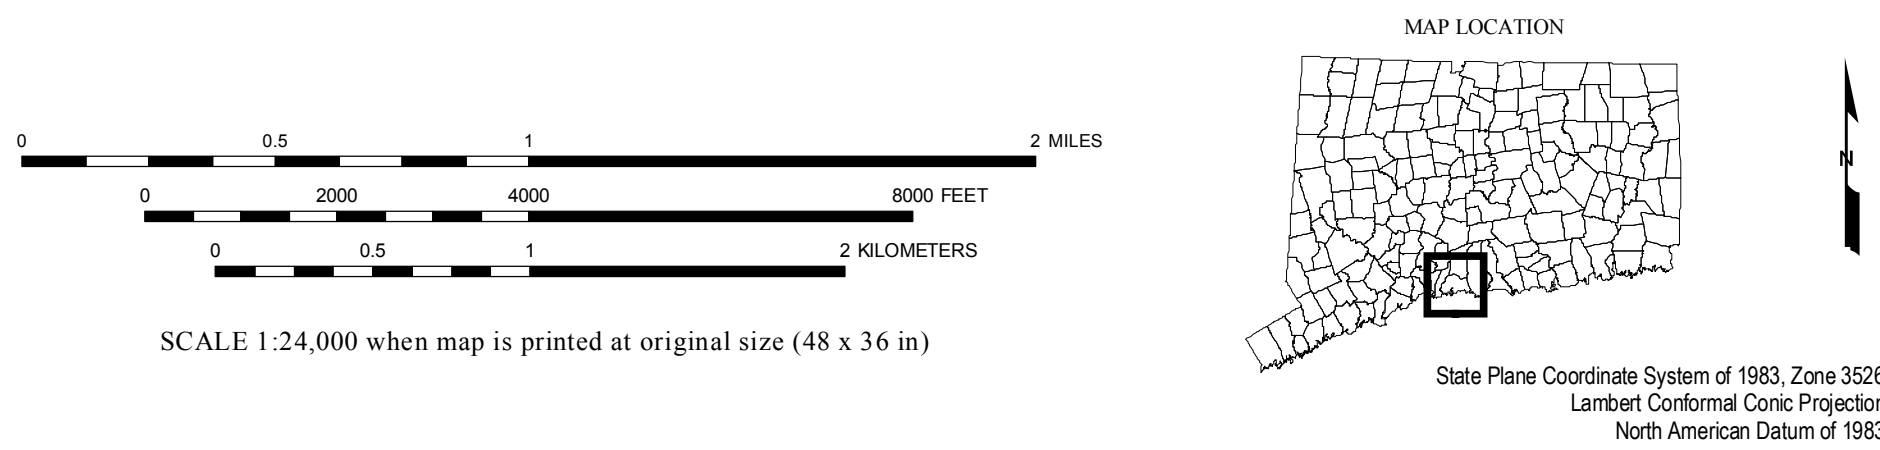 MAP LOCATION
0 0.5 1 2 MILES
0 2000 4000 8000 FEET
0 0.5 1 2 KILOMETERS
SCALE 1:24,000 when map is printed at original size (48 x 36 in)
N
State Plane Coordinate System of 1983, Zone 3526
Lambert Conformal Conic Projection
North American Datum of 1983